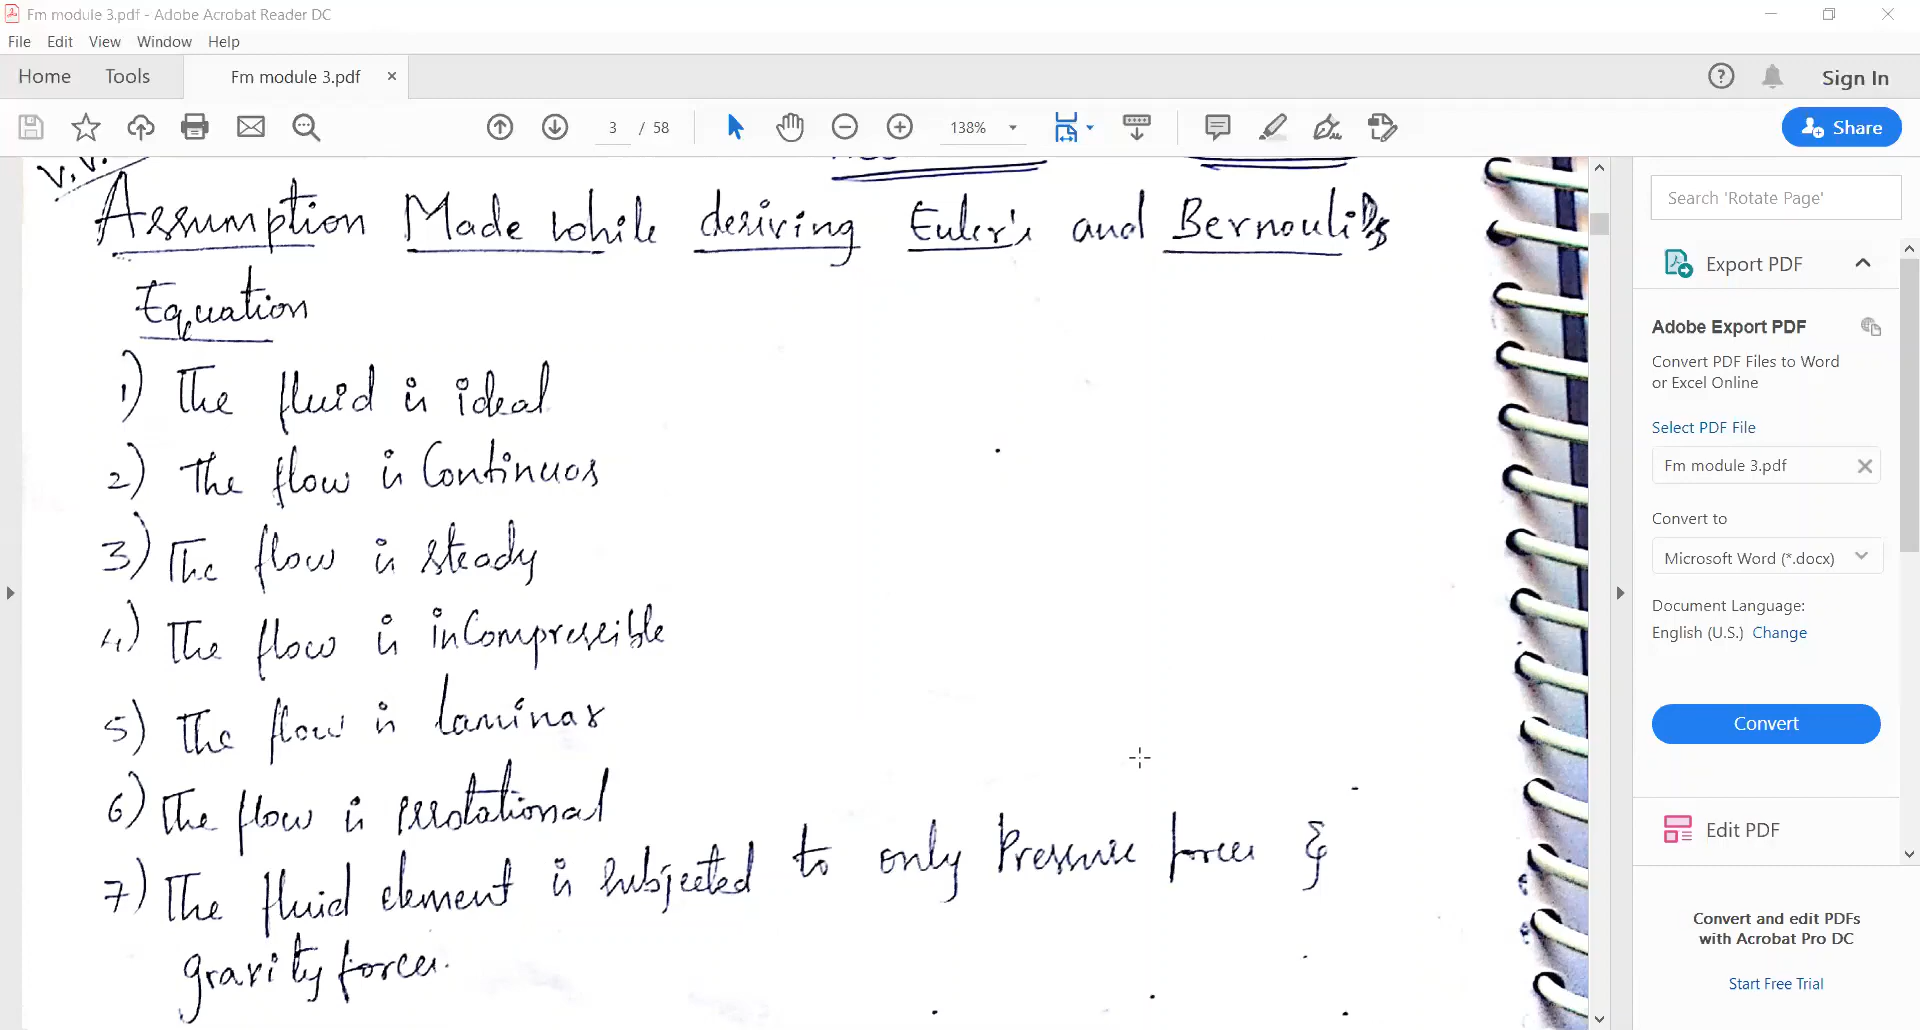 Fm module 3.pdf - Adobe Acrobat Reader DC
File Edit View Window Help
Home Tools Fm module 3.pdf × Sign In
3 / 58 138% Share
V.V.
Assumption Made while deriving Euler's and Bernoulli's
Equation
1) The fluid is ideal
2) The flow is Continuos
3) The flow is steady
4) The flow is inCompressible
5) The flow is laminar
6) The flow is irrotational
7) The fluid element is subjected to only Pressure forces &
gravity forces.
Search 'Rotate Page'
Export PDF
Adobe Export PDF
Convert PDF Files to Word
or Excel Online
Select PDF File
Fm module 3.pdf
Convert to
Microsoft Word (*.docx)
Document Language:
English (U.S.) Change
Convert
Edit PDF
Convert and edit PDFs
with Acrobat Pro DC
Start Free Trial